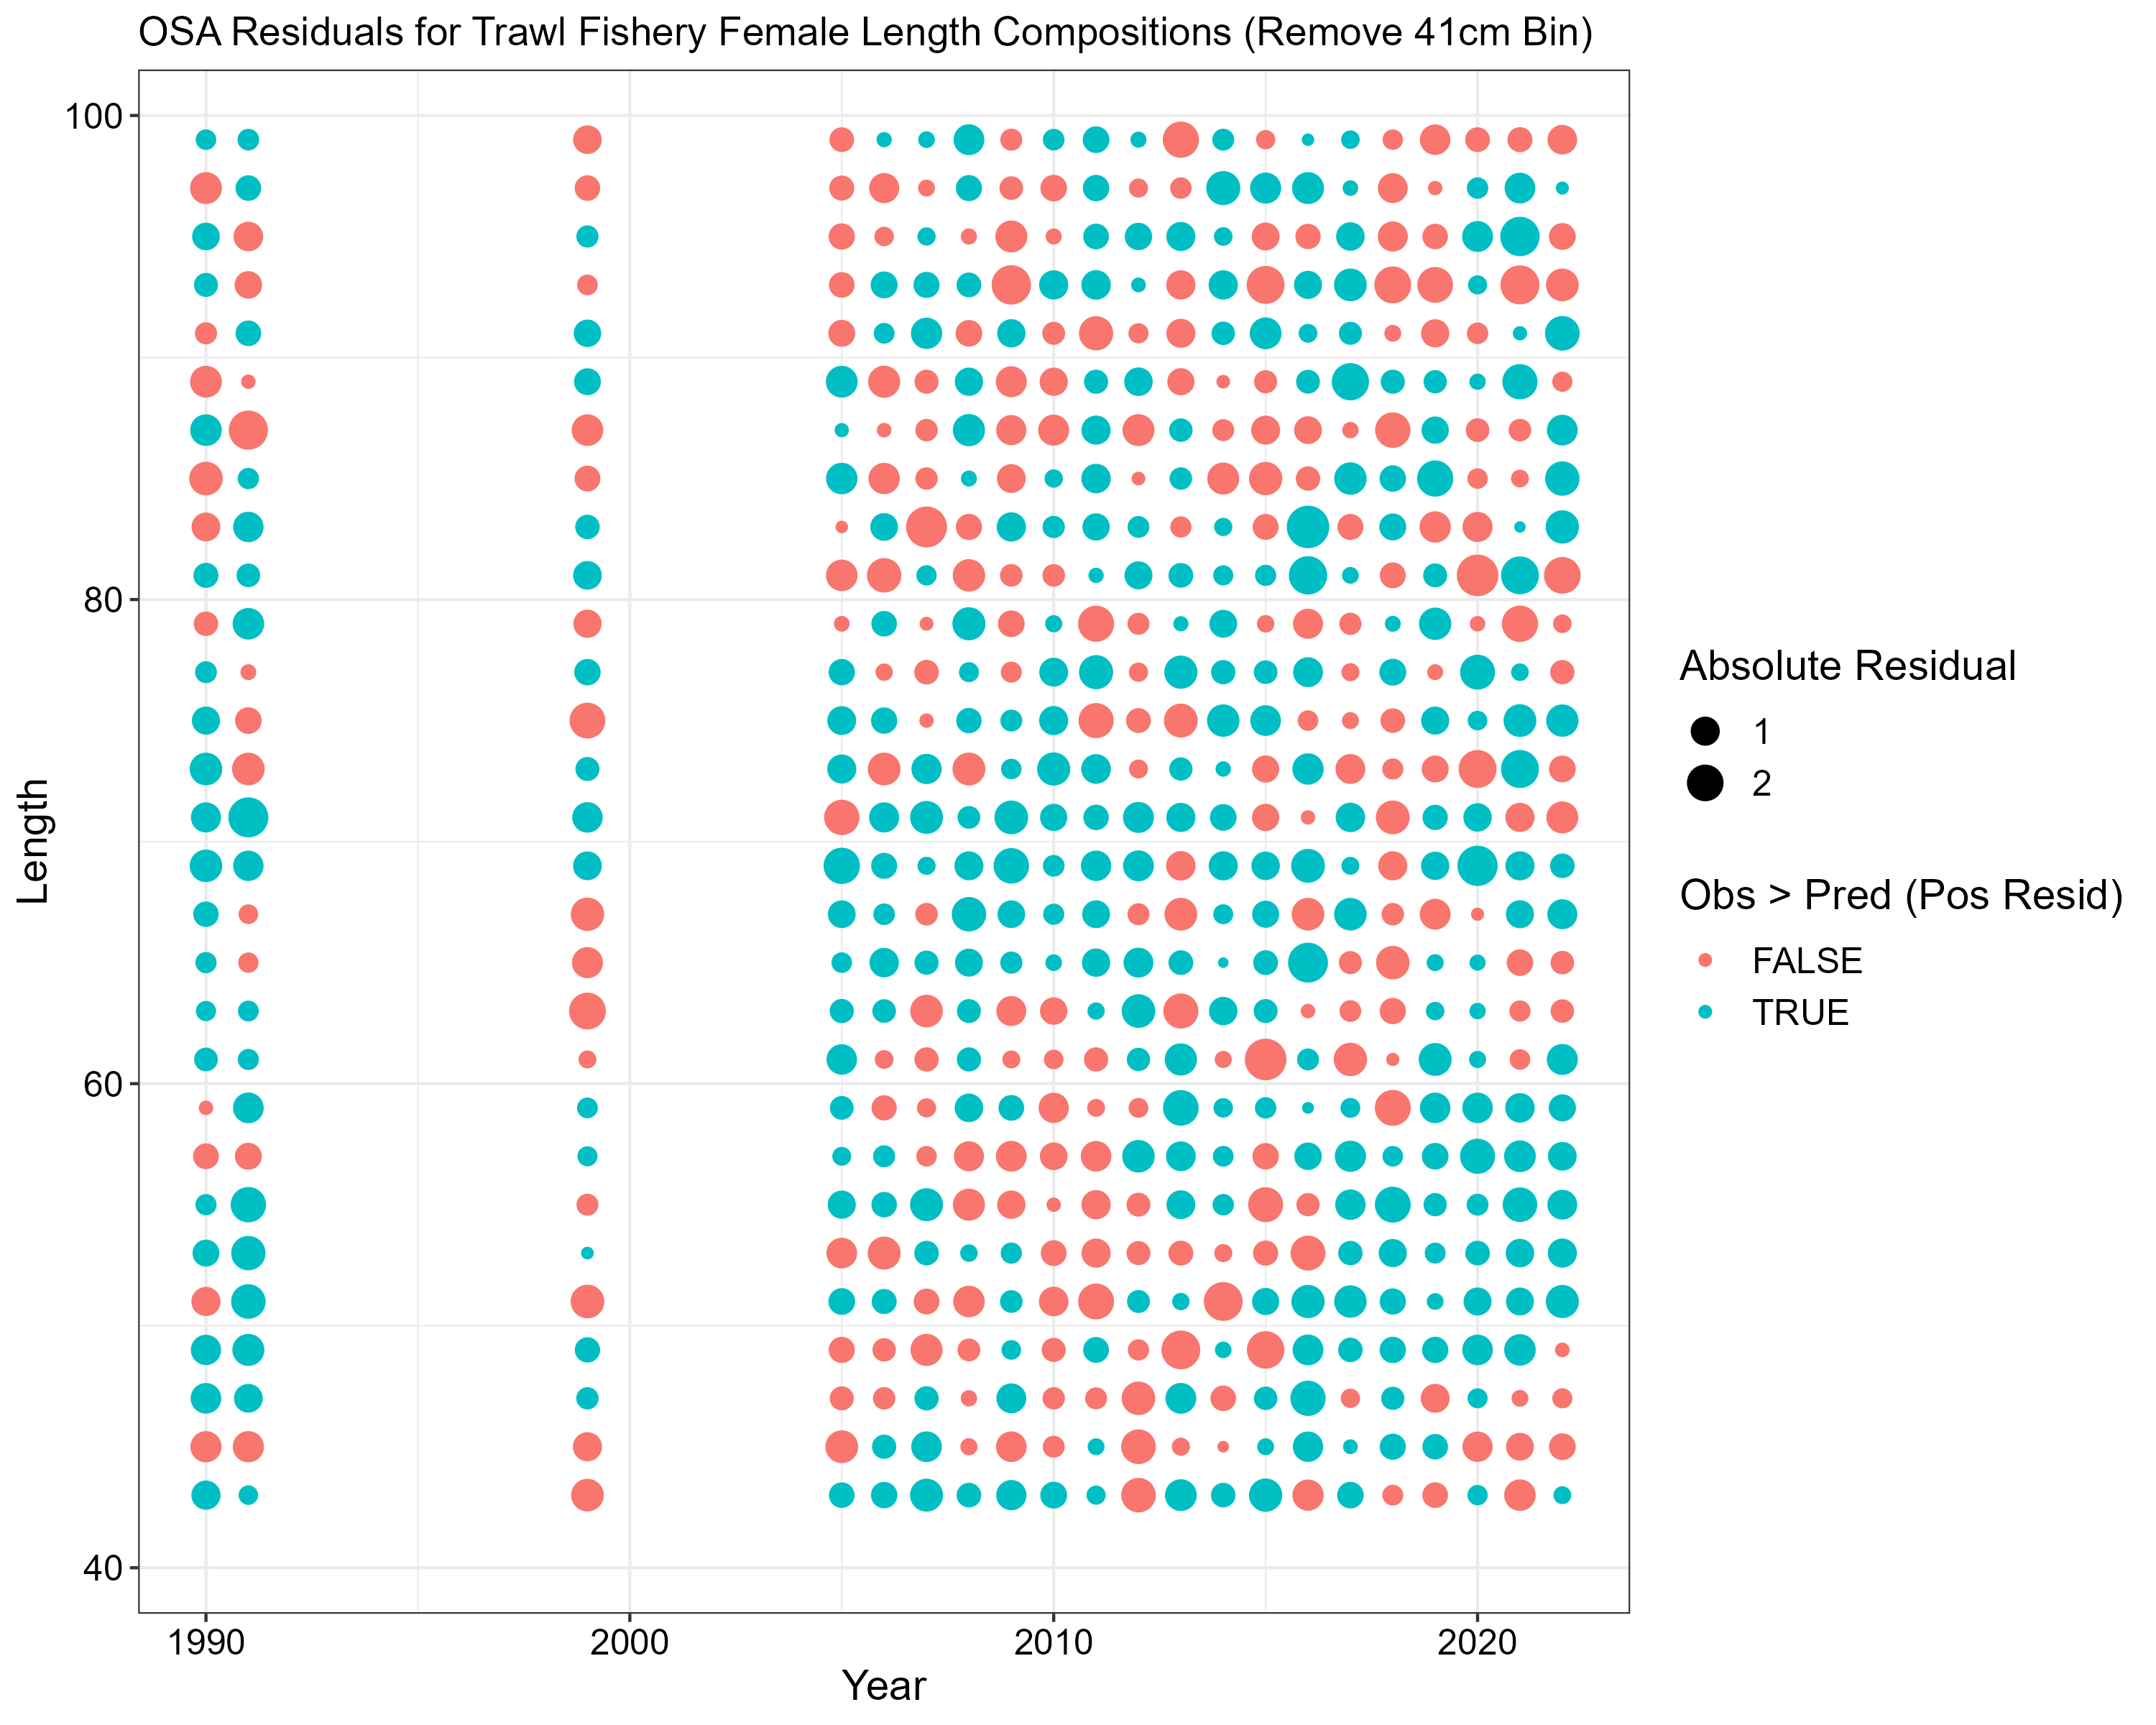 OSA Residuals for Trawl Fishery Female Length Compositions (Remove 41cm Bin)
100
80
60
40
Length
1990
2000
2010
2020
Year
Absolute Residual
1
2
Obs > Pred (Pos Resid)
FALSE
TRUE